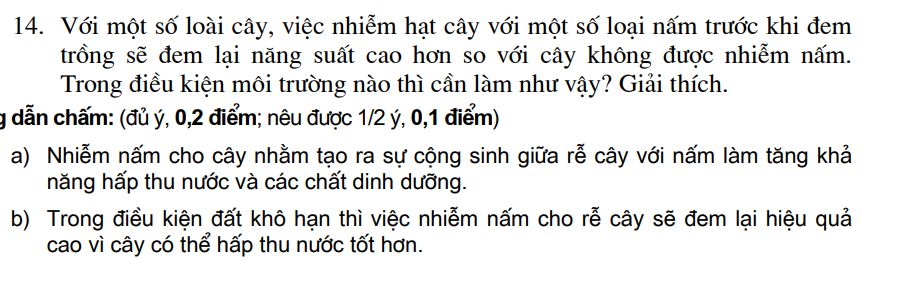 14. Với một số loài cây, việc nhiễm hạt cây với một số loại nấm trước khi đem
trồng sẽ đem lại năng suất cao hơn so với cây không được nhiễm nấm.
Trong điều kiện môi trường nào thì cần làm như vậy? Giải thích.
g dẫn chấm: (đủ ý, 0,2 điểm; nêu được 1/2 ý, 0,1 điểm)
a) Nhiễm nấm cho cây nhằm tạo ra sự cộng sinh giữa rễ cây với nấm làm tăng khả
năng hấp thu nước và các chất dinh dưỡng.
b) Trong điều kiện đất khô hạn thì việc nhiễm nấm cho rễ cây sẽ đem lại hiệu quả
cao vì cây có thể hấp thu nước tốt hơn.